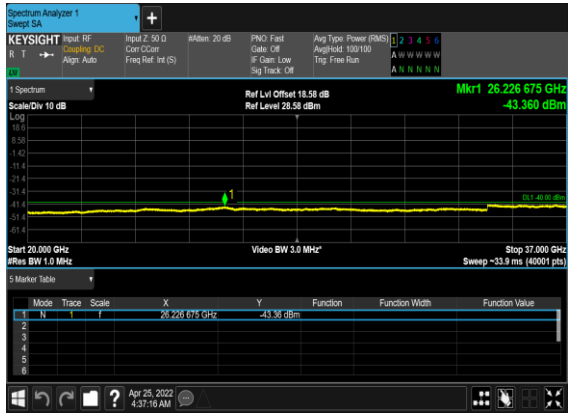 Spectrum Analyzer 1
Swept SA
KEYSIGHT
R T
Input: RF
Coupling: DC
Align: Auto
Input Z: 50 Ω
Corr CCorr
Freq Ref: Int (S)
#Atten: 20 dB
PNO: Fast
Gate: Off
IF Gain: Low
Sig Track: Off
Avg Type: Power (RMS)
Avg|Hold: 100/100
Trig: Free Run
1 2 3 4 5 6
A W W W W W
A N N N N N
1 Spectrum
Scale/Div 10 dB
Ref Lvl Offset 18.58 dB
Ref Level 28.58 dBm
Mkr1 26.226 675 GHz
-43.360 dBm
Log
18.6
8.58
-1.42
-11.4
-21.4
-31.4
-41.4
-51.4
-61.4
1
DL1 -40.00 dBm
Start 20.000 GHz
#Res BW 1.0 MHz
Video BW 3.0 MHz*
Stop 37.000 GHz
Sweep ~33.9 ms (40001 pts)
5 Marker Table
Mode Trace Scale X Y Function Function Width Function Value
1 N 1 f 26.226 675 GHz -43.36 dBm
2
3
4
5
6
?
Apr 25, 2022
4:37:16 AM